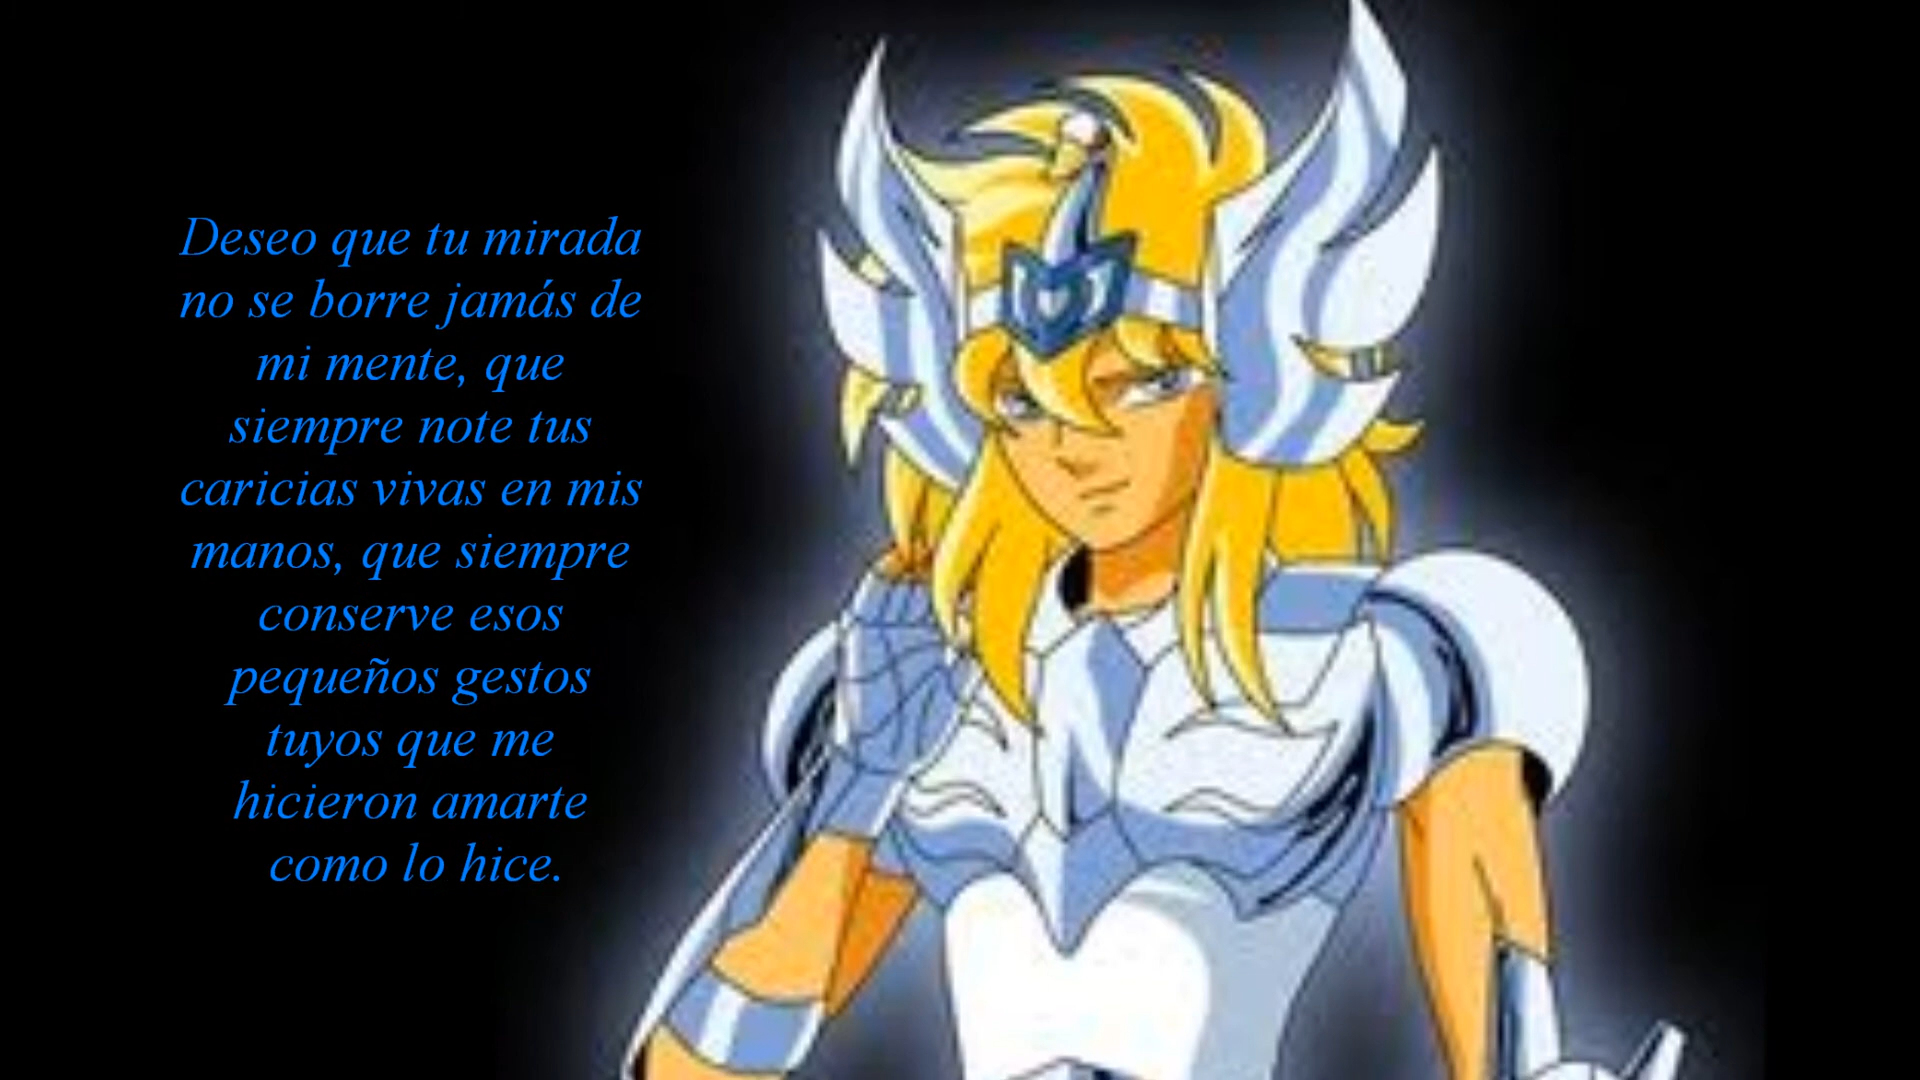 Deseo que tu mirada
no se borre jamás de
mi mente, que
siempre note tus
caricias vivas en mis
manos, que siempre
conserve esos
pequeños gestos
tuyos que me
hicieron amarte
como lo hice.